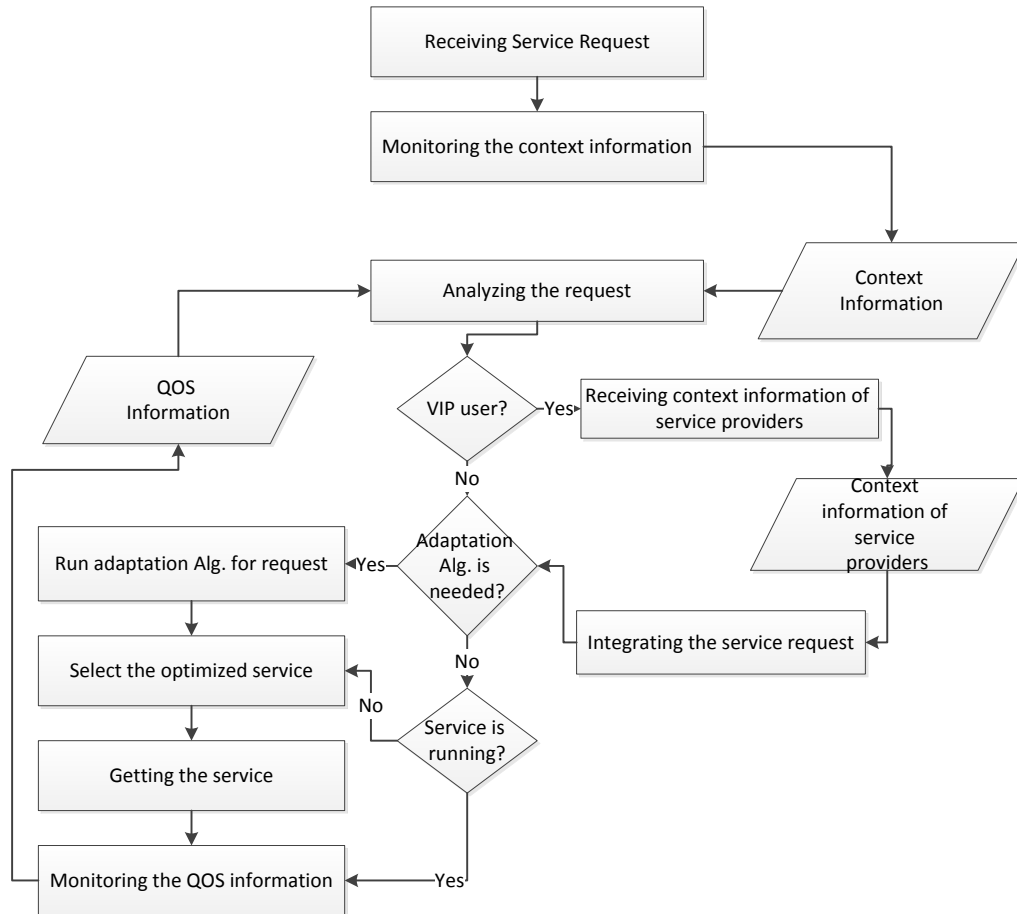 Receiving Service Request
Monitoring the context information
Context
Information
Analyzing the request
QOS
Information
VIP user?
Yes
Receiving context information of
service providers
No
Context
information of
service
providers
Adaptation
Alg. is
needed?
Yes
Run adaptation Alg. for request
Integrating the service request
No
Select the optimized service
No
Service is
running?
Getting the service
Yes
Monitoring the QOS information